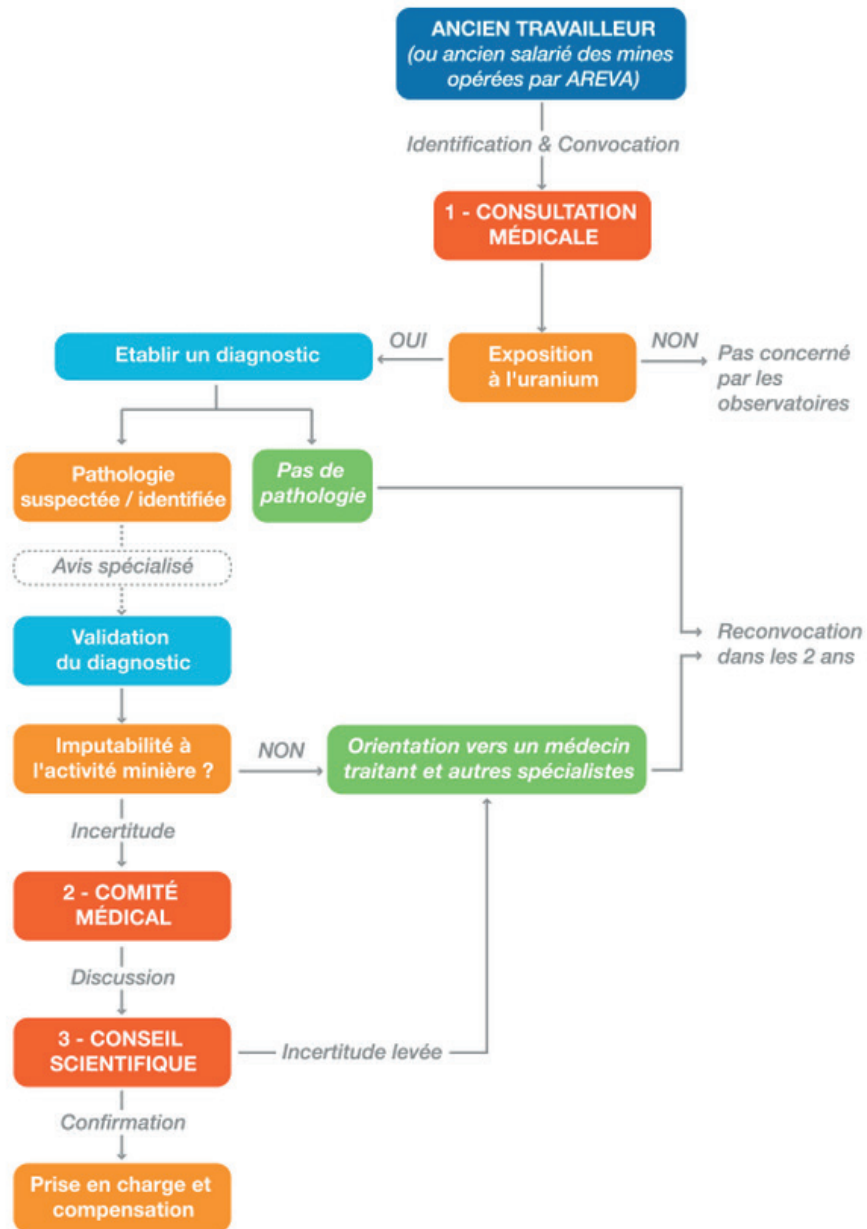 ANCIEN TRAVAILLEUR
(ou ancien salarié des mines
opérées par AREVA)
Identification & Convocation
1 - CONSULTATION
MÉDICALE
Etablir un diagnostic
OUI
Exposition
à l'uranium
NON
Pas concerné
par les
observatoires
Pathologie
suspectée / identifiée
Pas de
pathologie
Avis spécialisé
Validation
du diagnostic
Reconvocation
dans les 2 ans
Imputabilité à
l'activité minière ?
NON
Orientation vers un médecin
traitant et autres spécialistes
Incertitude
2 - COMITÉ
MÉDICAL
Discussion
3 - CONSEIL
SCIENTIFIQUE
Incertitude levée
Confirmation
Prise en charge et
compensation